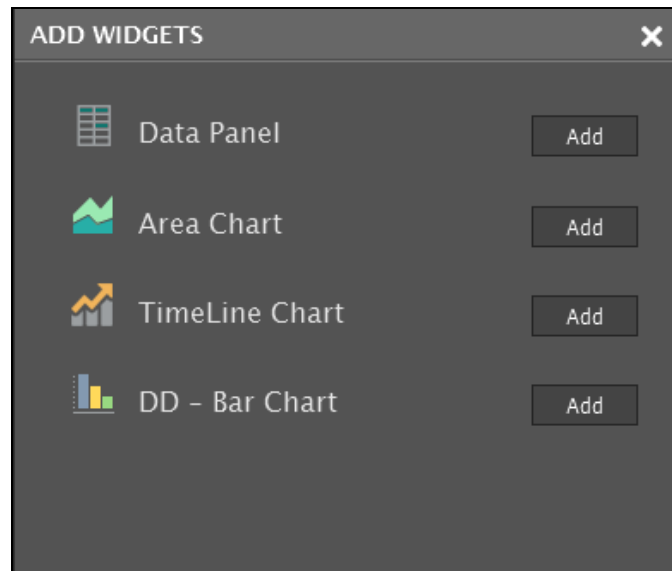 ADD WIDGETS
Data Panel Add
Area Chart Add
TimeLine Chart Add
DD – Bar Chart Add